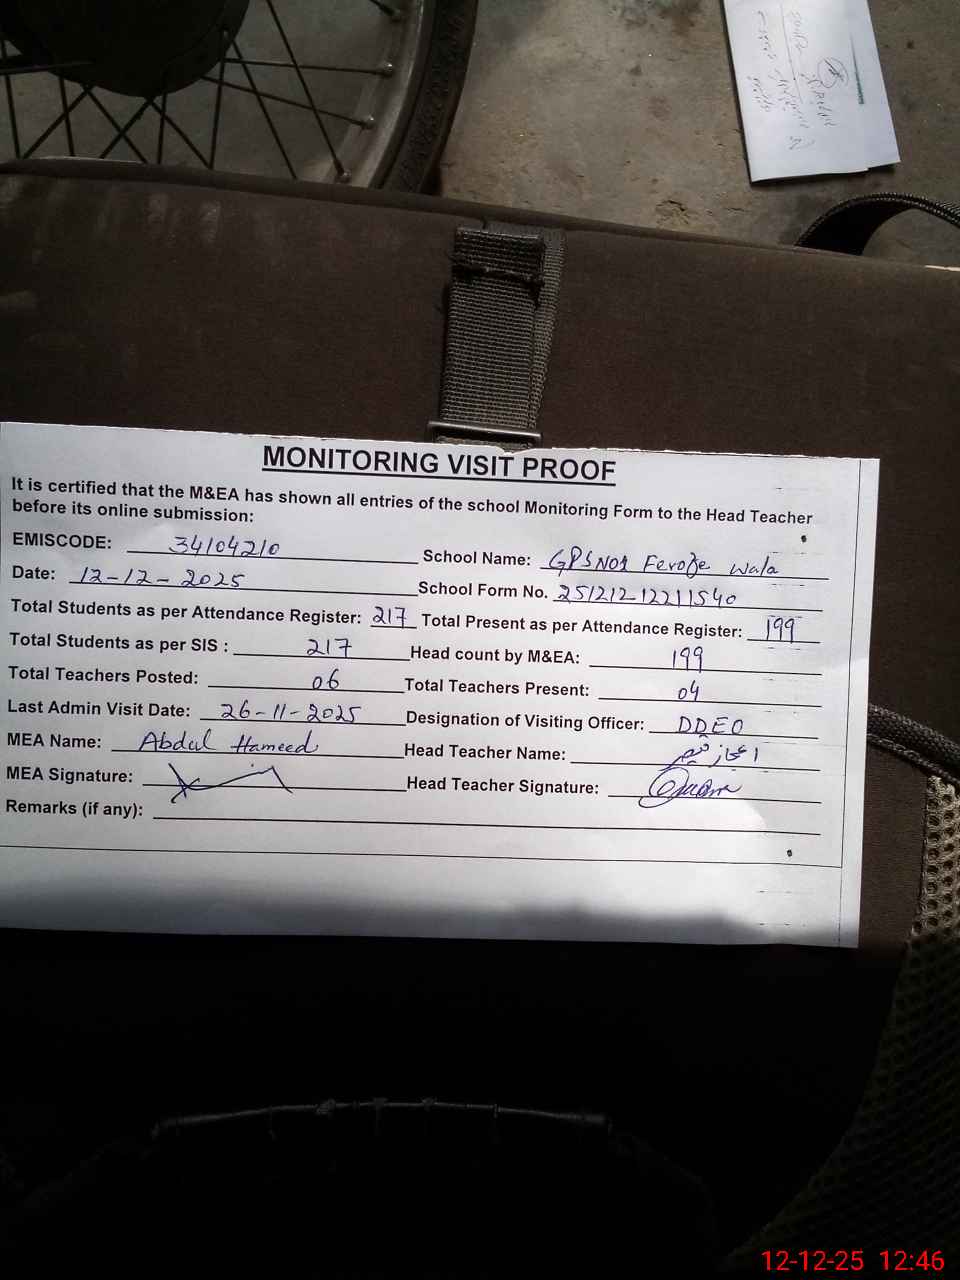 MONITORING VISIT PROOF
It is certified that the M&EA has shown all entries of the school Monitoring Form to the Head Teacher
before its online submission:
EMISCODE: 34104210 School Name: GPS NO1 Feroze Wala
Date: 12-12-2025 School Form No. 251212-12211540
Total Students as per Attendance Register: 217 Total Present as per Attendance Register: 199
Total Students as per SIS : 217 Head count by M&EA: 199
Total Teachers Posted: 06 Total Teachers Present: 04
Last Admin Visit Date: 26-11-2025 Designation of Visiting Officer: DDEO
MEA Name: Abdul Hameed Head Teacher Name:
MEA Signature: Head Teacher Signature:
Remarks (if any):
12-12-25 12:46